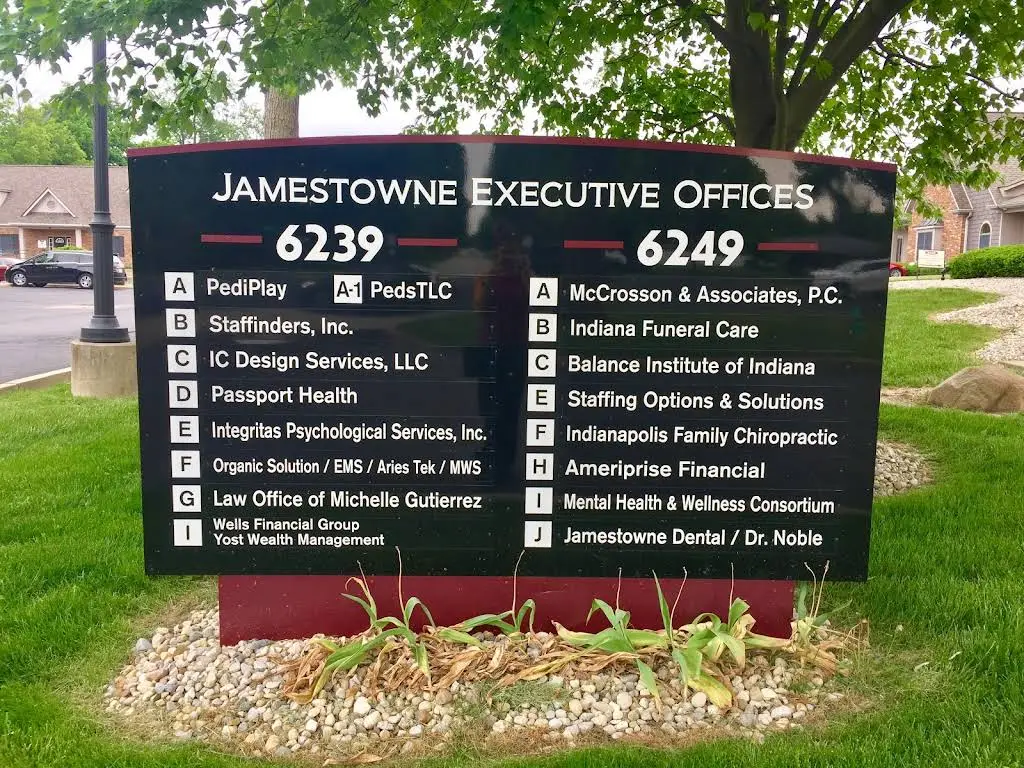 JAMESTOWNE EXECUTIVE OFFICES
6239
A PediPlay A-1 PedsTLC
B Staffinders, Inc.
C IC Design Services, LLC
D Passport Health
E Integritas Psychological Services, Inc.
F Organic Solution / EMS / Aries Tek / MWS
G Law Office of Michelle Gutierrez
I Wells Financial Group
Yost Wealth Management
6249
A McCrosson & Associates, P.C.
B Indiana Funeral Care
C Balance Institute of Indiana
E Staffing Options & Solutions
F Indianapolis Family Chiropractic
H Ameriprise Financial
I Mental Health & Wellness Consortium
J Jamestowne Dental / Dr. Noble